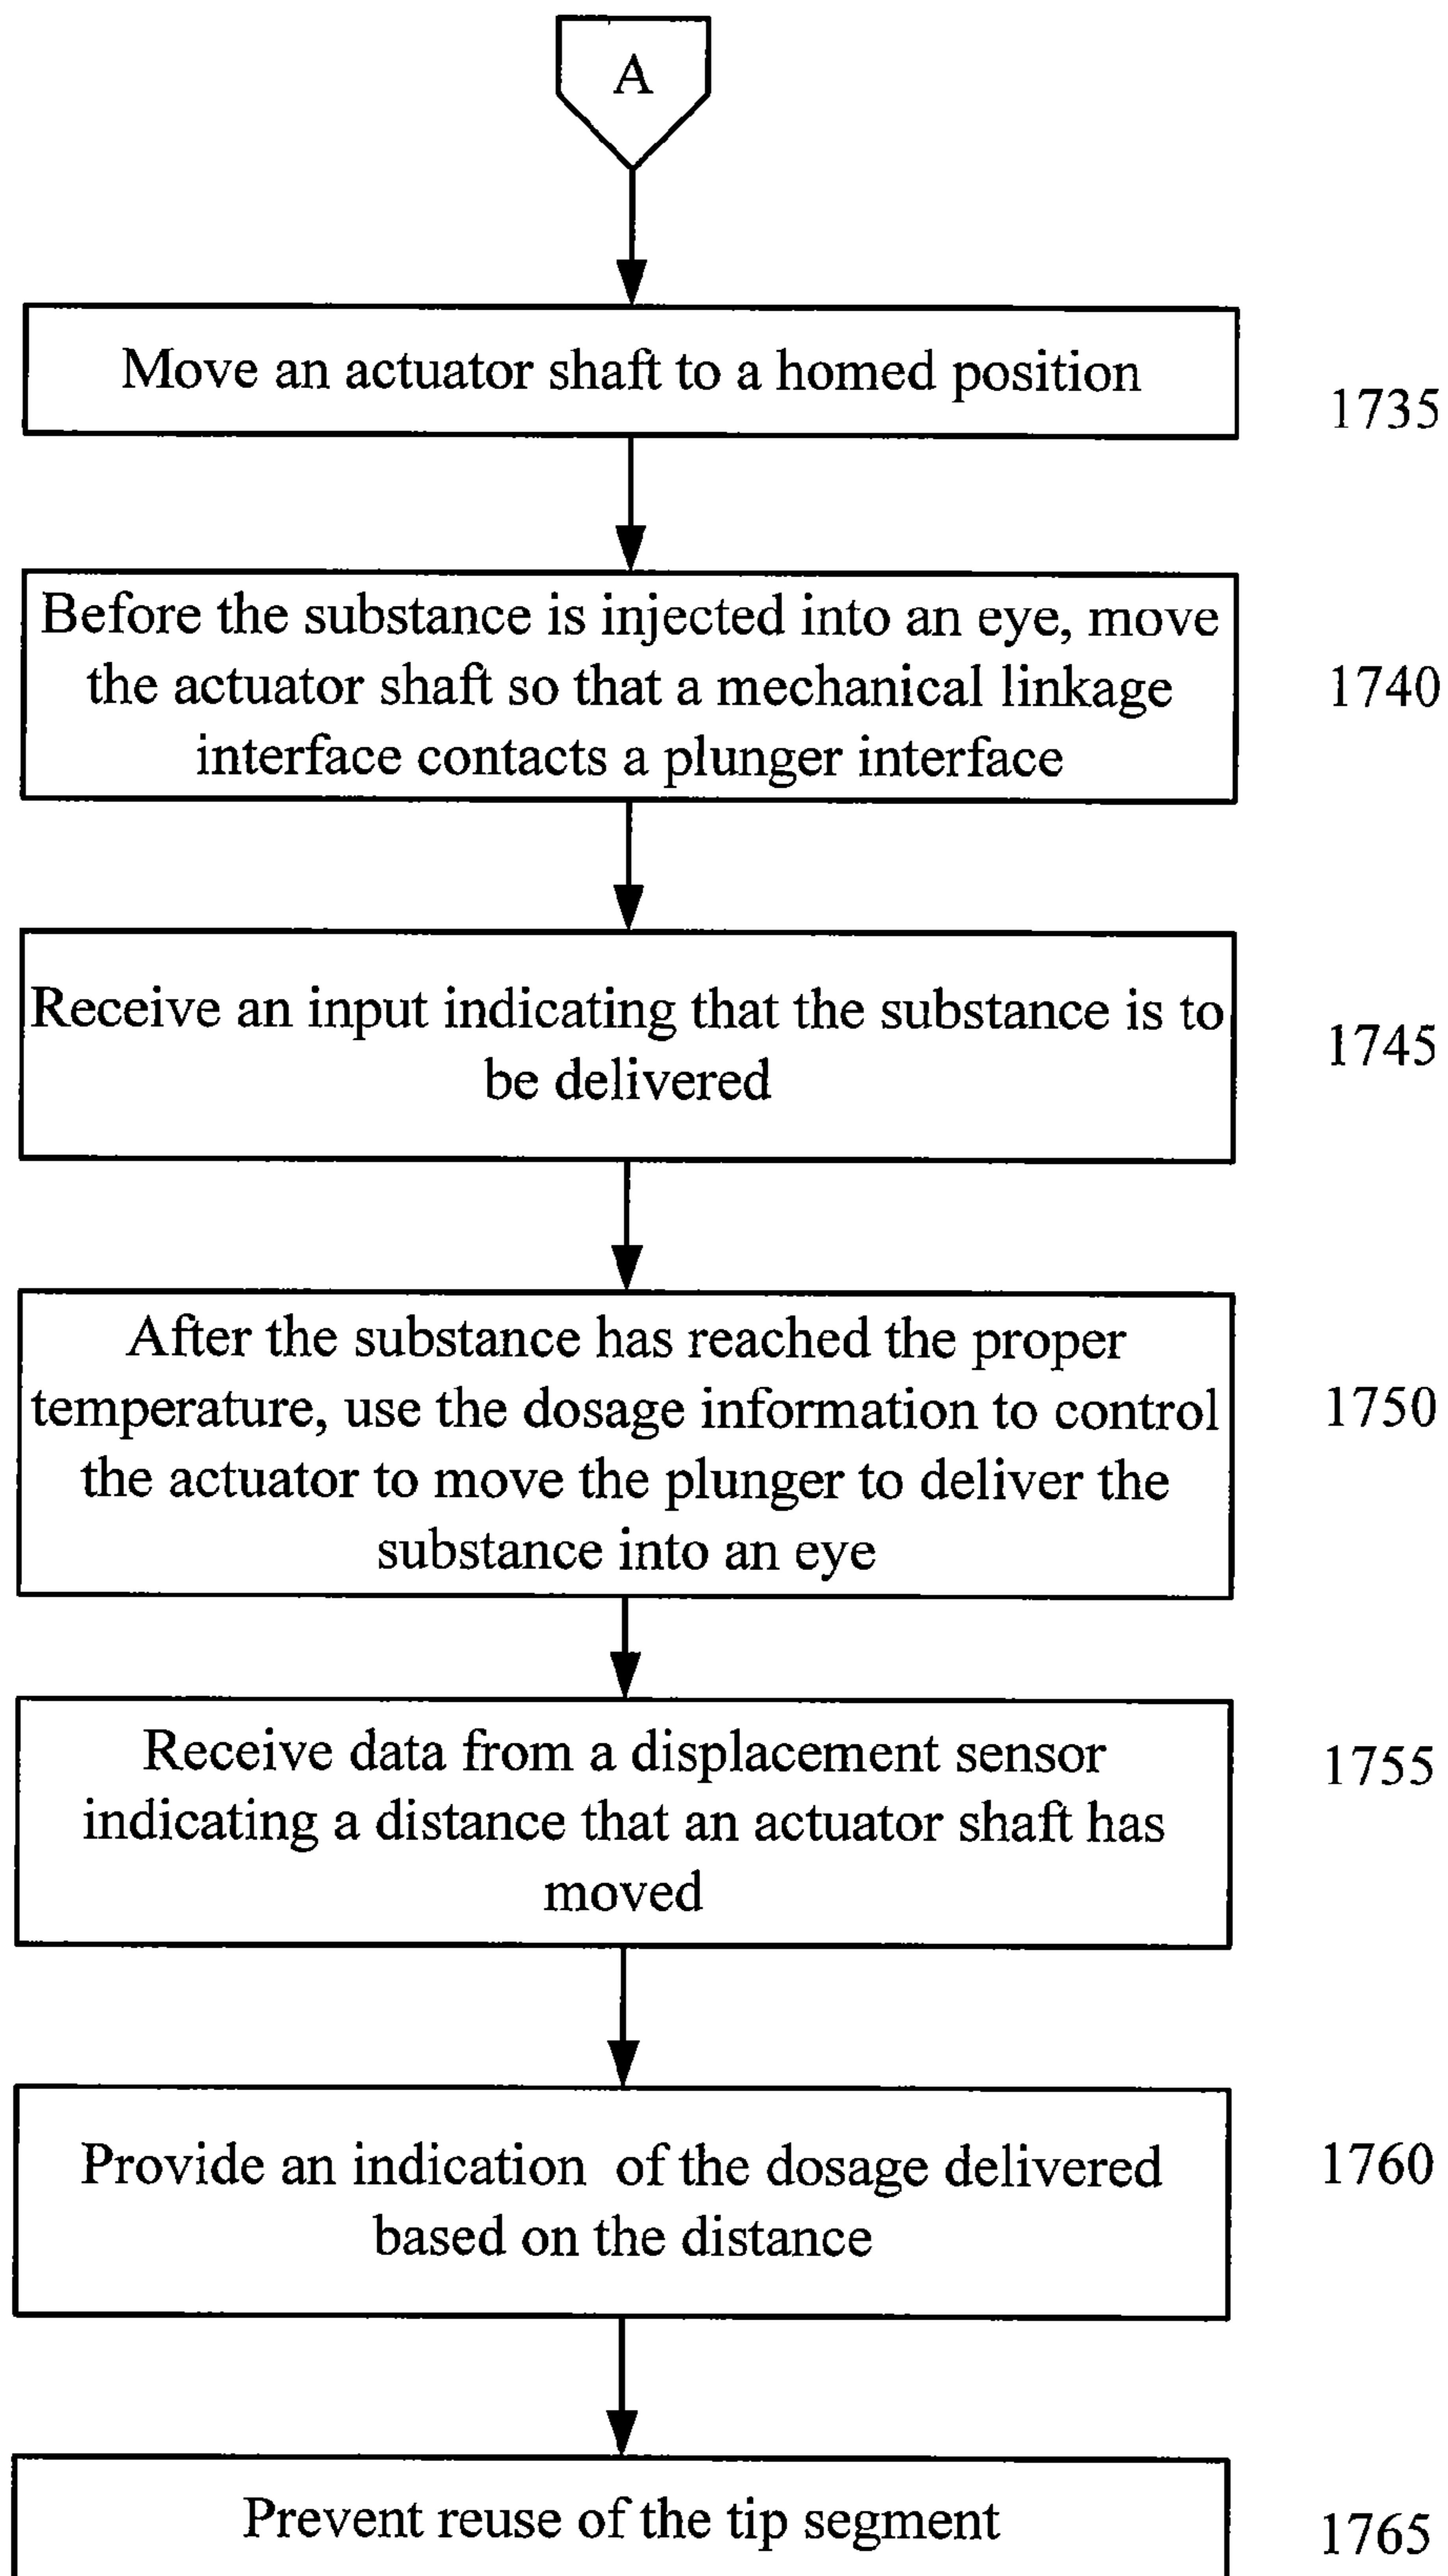 A
Move an actuator shaft to a homed position
1735
Before the substance is injected into an eye, move
the actuator shaft so that a mechanical linkage
interface contacts a plunger interface
1740
Receive an input indicating that the substance is to
be delivered
1745
After the substance has reached the proper
temperature, use the dosage information to control
the actuator to move the plunger to deliver the
substance into an eye
1750
Receive data from a displacement sensor
indicating a distance that an actuator shaft has
moved
1755
Provide an indication of the dosage delivered
based on the distance
1760
Prevent reuse of the tip segment
1765